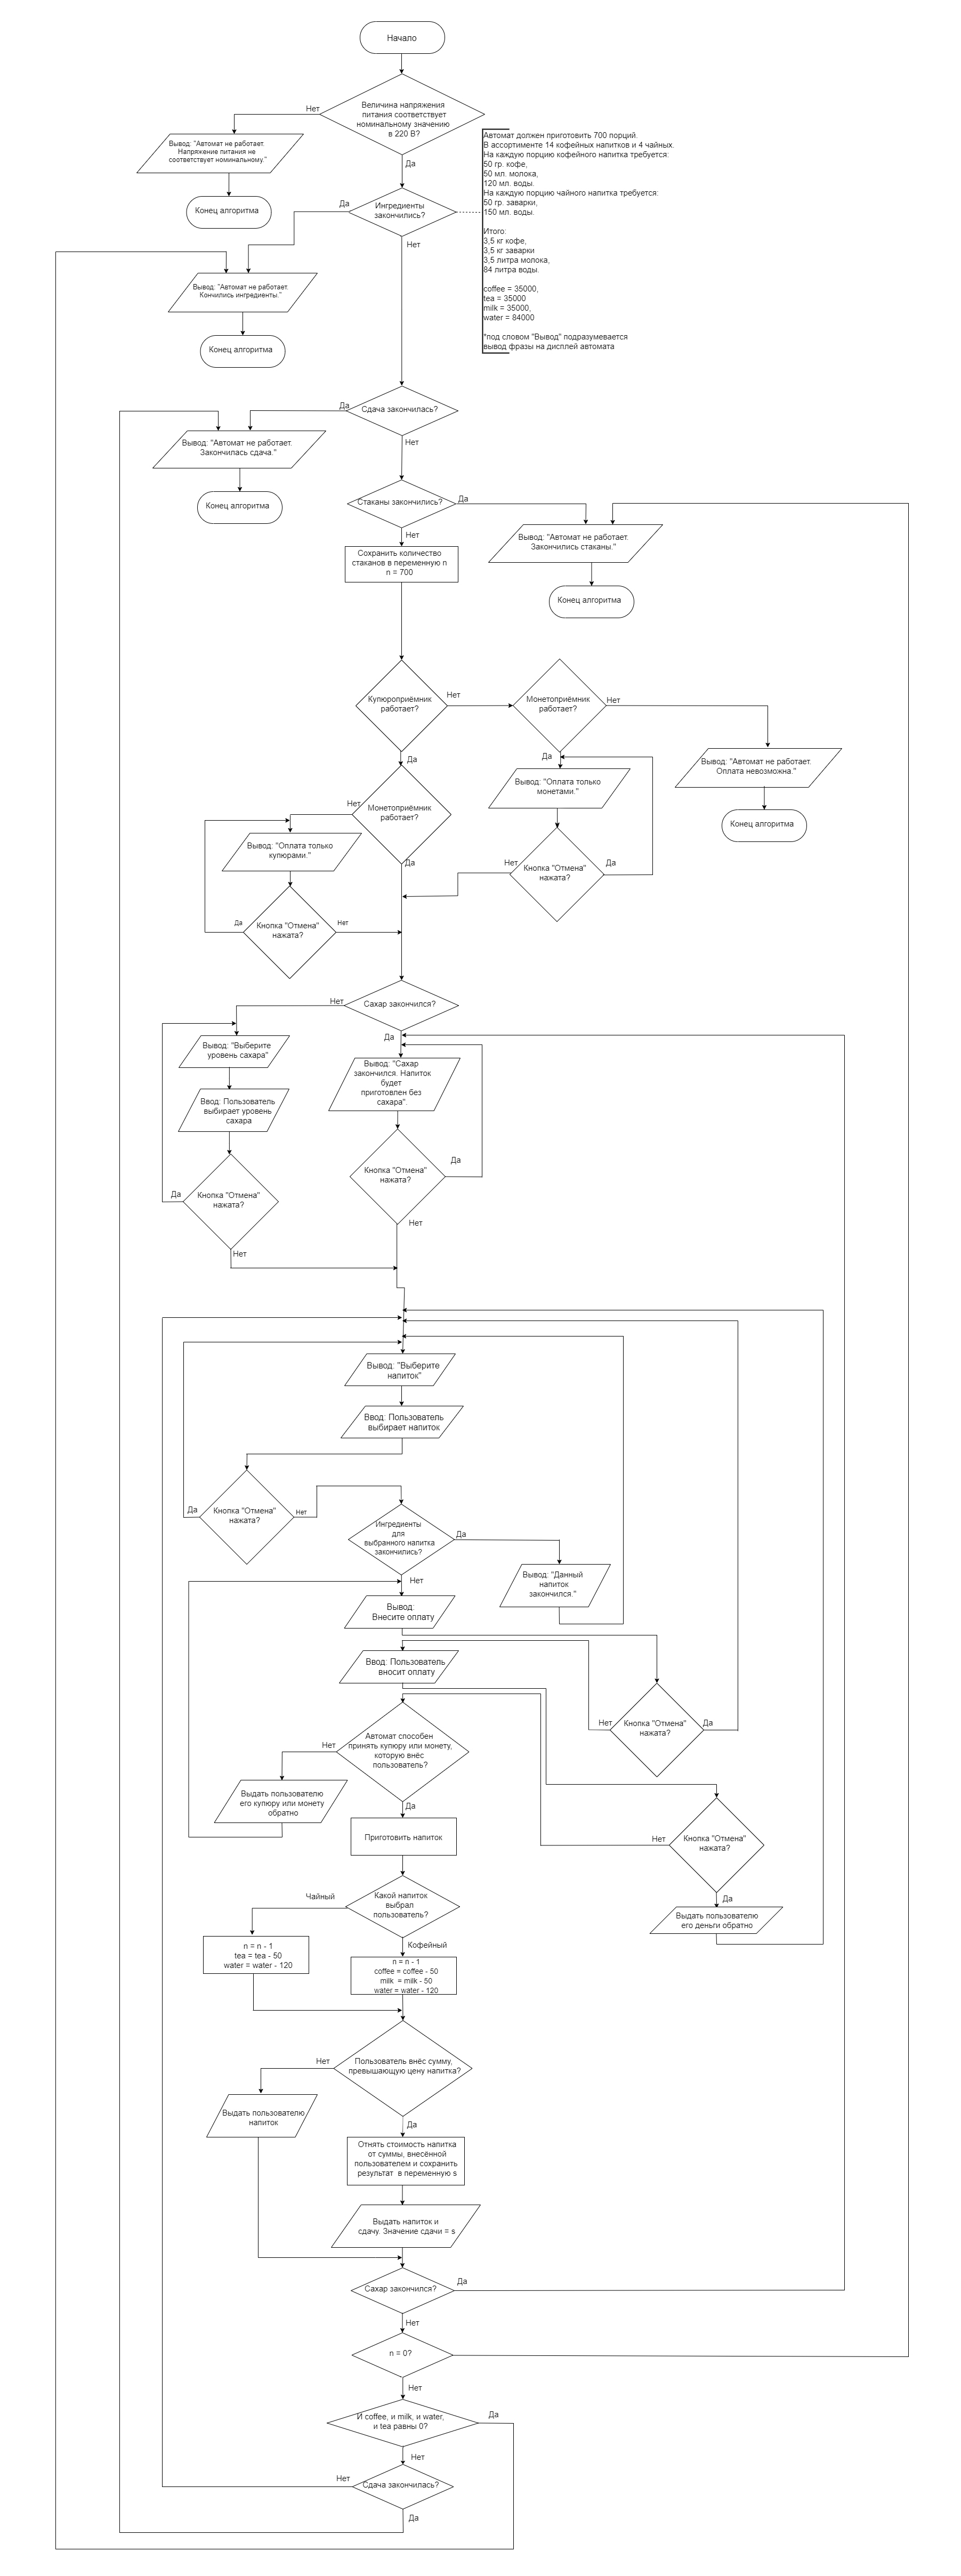 Начало
Величина напряжения
питания соответствует
номинальному значению
в 220 В?
Нет
Да
Вывод: "Автомат не работает.
Напряжение питания не
соответствует номинальному."
Конец алгоритма
Автомат должен приготовить 700 порций.
В ассортименте 14 кофейных напитков и 4 чайных.
На каждую порцию кофейного напитка требуется:
50 гр. кофе,
50 мл. молока,
120 мл. воды.
На каждую порцию чайного напитка требуется:
50 гр. заварки,
150 мл. воды.
Итого:
3,5 кг кофе,
3,5 кг заварки
3,5 литра молока,
84 литра воды.
coffee = 35000,
tea = 35000
milk = 35000,
water = 84000
*под словом "Вывод" подразумевается
вывод фразы на дисплей автомата
Ингредиенты
закончились?
Да
Нет
Вывод: "Автомат не работает.
Кончились ингредиенты."
Конец алгоритма
Сдача закончилась?
Да
Нет
Вывод: "Автомат не работает.
Закончилась сдача."
Конец алгоритма
Стаканы закончились?
Да
Нет
Вывод: "Автомат не работает.
Закончились стаканы."
Конец алгоритма
Сохранить количество
стаканов в переменную n
n = 700
Купюроприёмник
работает?
Нет
Да
Монетоприёмник
работает?
Нет
Да
Вывод: "Автомат не работает.
Оплата невозможна."
Конец алгоритма
Вывод: "Оплата только
монетами."
Кнопка "Отмена"
нажата?
Нет
Да
Монетоприёмник
работает?
Нет
Да
Вывод: "Оплата только
купюрами."
Кнопка "Отмена"
нажата?
Да
Нет
Сахар закончился?
Нет
Да
Вывод: "Выберите
уровень сахара"
Ввод: Пользователь
выбирает уровень
сахара
Кнопка "Отмена"
нажата?
Да
Нет
Вывод: "Сахар
закончился. Напиток
будет
приготовлен без
сахара".
Кнопка "Отмена"
нажата?
Да
Нет
Вывод: "Выберите
напиток"
Ввод: Пользователь
выбирает напиток
Кнопка "Отмена"
нажата?
Да
Нет
Ингредиенты
для
выбранного напитка
закончились?
Да
Нет
Вывод: "Данный
напиток
закончился."
Вывод:
Внесите оплату
Ввод: Пользователь
вносит оплату
Кнопка "Отмена"
нажата?
Нет
Да
Автомат способен
принять купюру или монету,
которую внёс
пользователь?
Нет
Да
Выдать пользователю
его купюру или монету
обратно
Кнопка "Отмена"
нажата?
Нет
Да
Выдать пользователю
его деньги обратно
Приготовить напиток
Какой напиток
выбрал
пользователь?
Чайный
Кофейный
n = n - 1
tea = tea - 50
water = water - 120
n = n - 1
coffee = coffee - 50
milk = milk - 50
water = water - 120
Пользователь внёс сумму,
превышающую цену напитка?
Нет
Да
Выдать пользователю
напиток
Отнять стоимость напитка
от суммы, внесённой
пользователем и сохранить
результат в переменную s
Выдать напиток и
сдачу. Значение сдачи = s
Сахар закончился?
Да
Нет
n = 0?
Нет
И coffee, и milk, и water,
и tea равны 0?
Да
Нет
Сдача закончилась?
Нет
Да